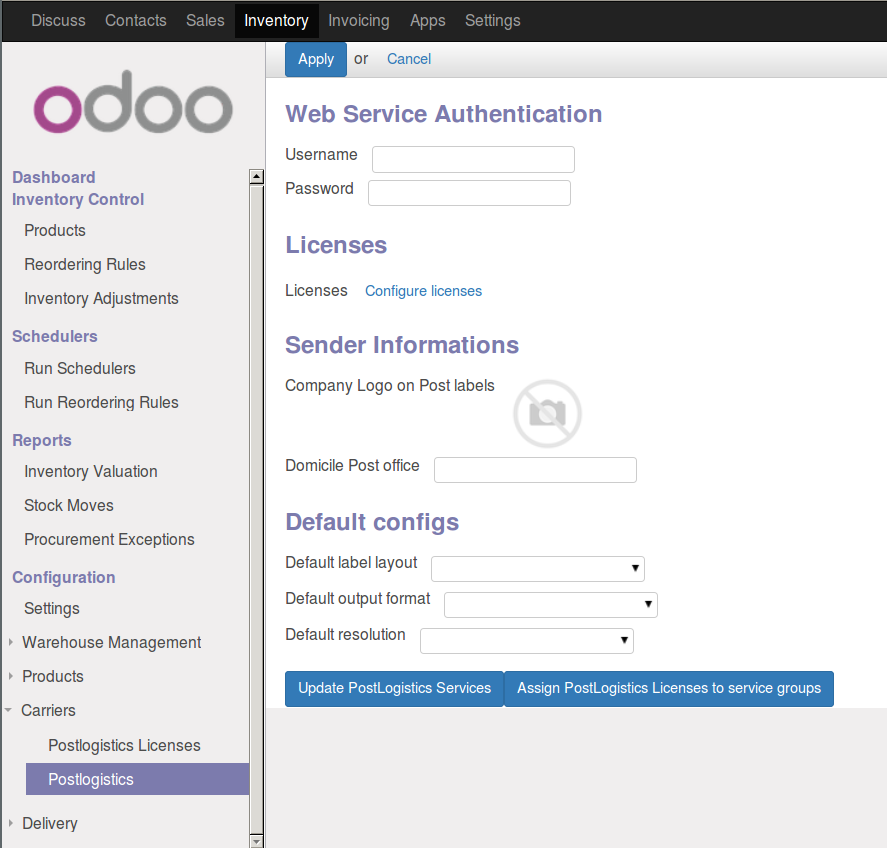 Discuss Contacts Sales Inventory Invoicing Apps Settings
odoo
Dashboard
Inventory Control
Products
Reordering Rules
Inventory Adjustments
Schedulers
Run Schedulers
Run Reordering Rules
Reports
Inventory Valuation
Stock Moves
Procurement Exceptions
Configuration
Settings
Warehouse Management
Products
Carriers
Postlogistics Licenses
Postlogistics
Delivery
Apply or Cancel
Web Service Authentication
Username
Password
Licenses
Licenses Configure licenses
Sender Informations
Company Logo on Post labels
Domicile Post office
Default configs
Default label layout
Default output format
Default resolution
Update PostLogistics Services Assign PostLogistics Licenses to service groups